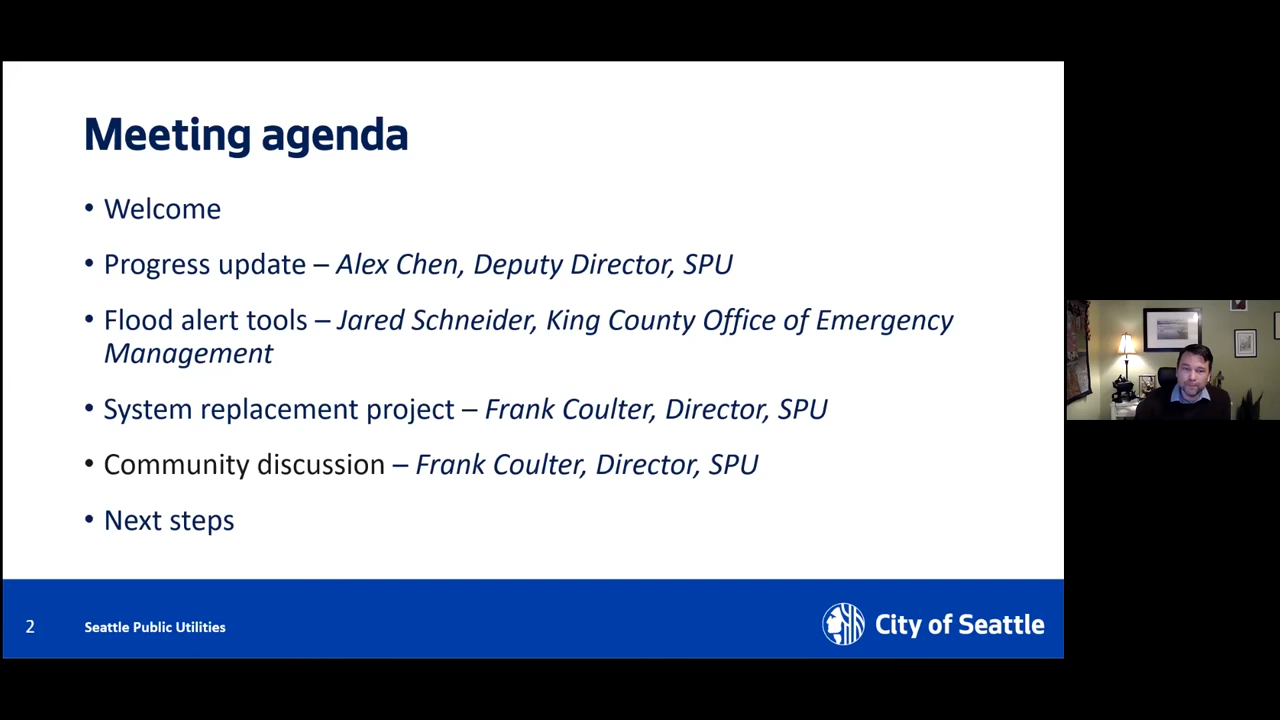 Meeting agenda
• Welcome
• Progress update – Alex Chen, Deputy Director, SPU
• Flood alert tools – Jared Schneider, King County Office of Emergency
Management
• System replacement project – Frank Coulter, Director, SPU
• Community discussion – Frank Coulter, Director, SPU
• Next steps
2
Seattle Public Utilities
City of Seattle